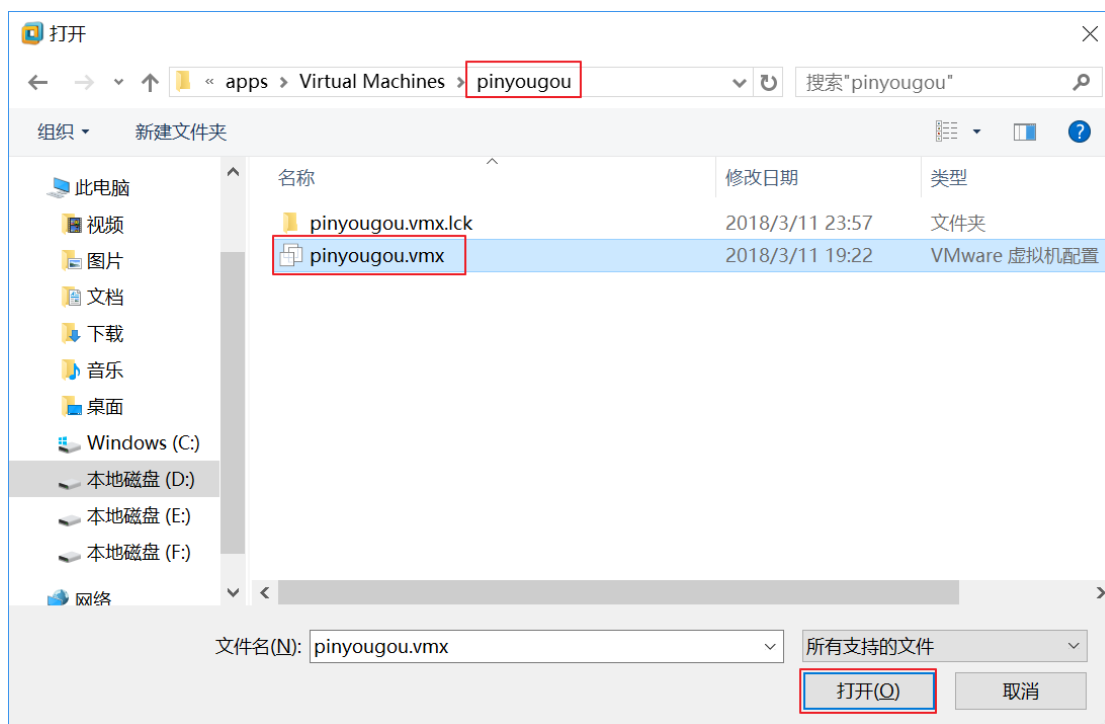 打开
« apps > Virtual Machines > pinyougou 搜索"pinyougou"
组织 新建文件夹
名称 修改日期 类型
此电脑
视频
图片
文档
下载
音乐
桌面
Windows (C:)
本地磁盘 (D:)
本地磁盘 (E:)
本地磁盘 (F:)
网络
pinyougou.vmx.lck 2018/3/11 23:57 文件夹
pinyougou.vmx 2018/3/11 19:22 VMware 虚拟机配置
文件名(N): pinyougou.vmx 所有支持的文件
打开(O) 取消